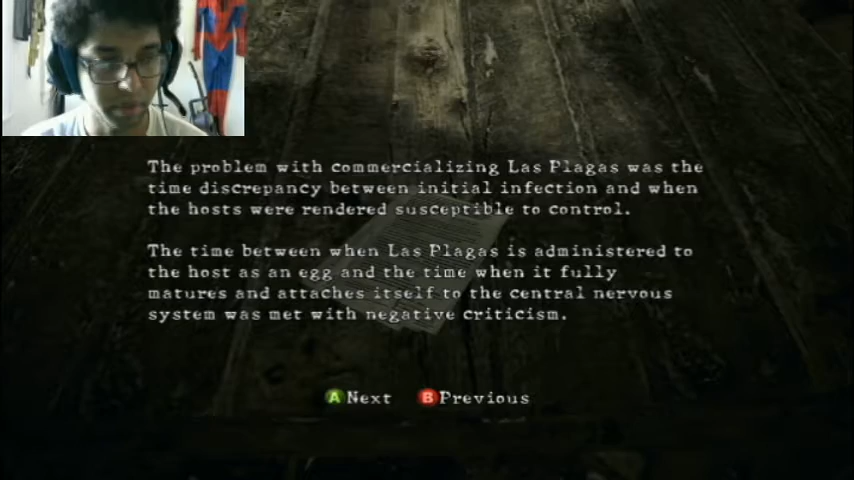 The problem with commercializing Las Plagas was the
time discrepancy between initial infection and when
the hosts were rendered susceptible to control.
The time between when Las Plagas is administered to
the host as an egg and the time when it fully
matures and attaches itself to the central nervous
system was met with negative criticism.
A Next B Previous